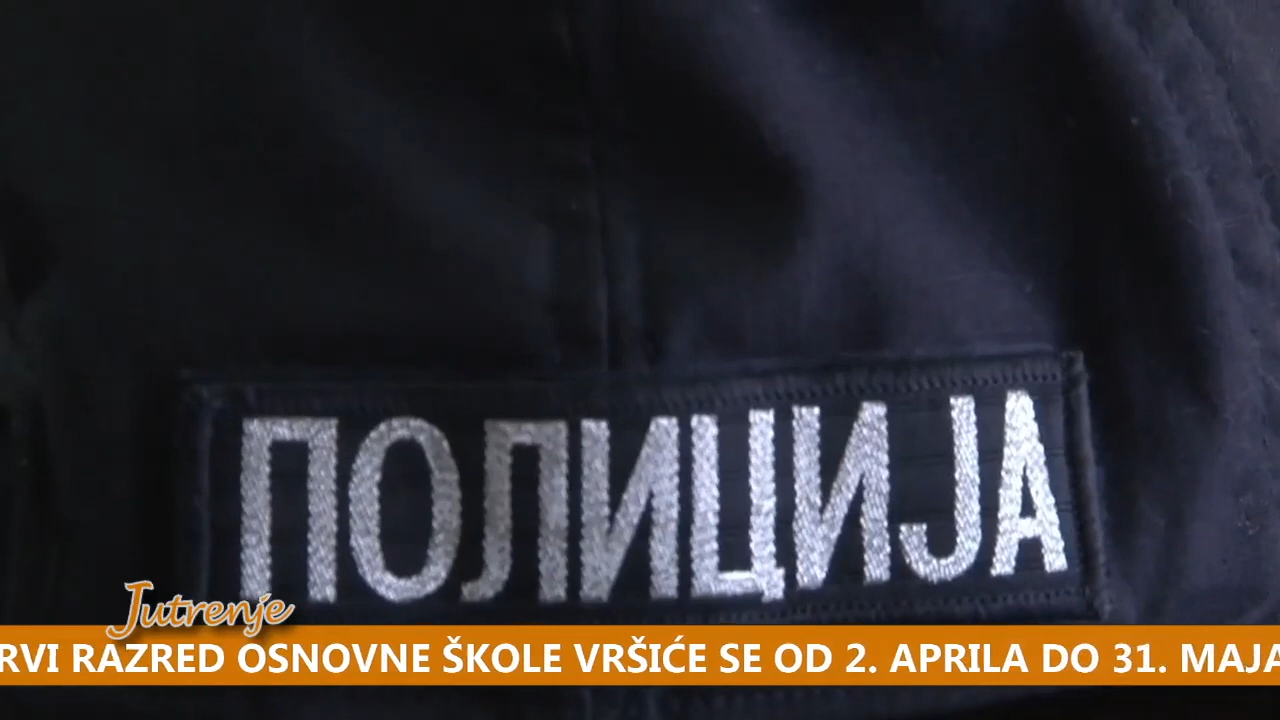 ПОЛИЦИЈА
Jutrenje
RVI RAZRED OSNOVNE ŠKOLE VRŠIĆE SE OD 2. APRILA DO 31. MAJA